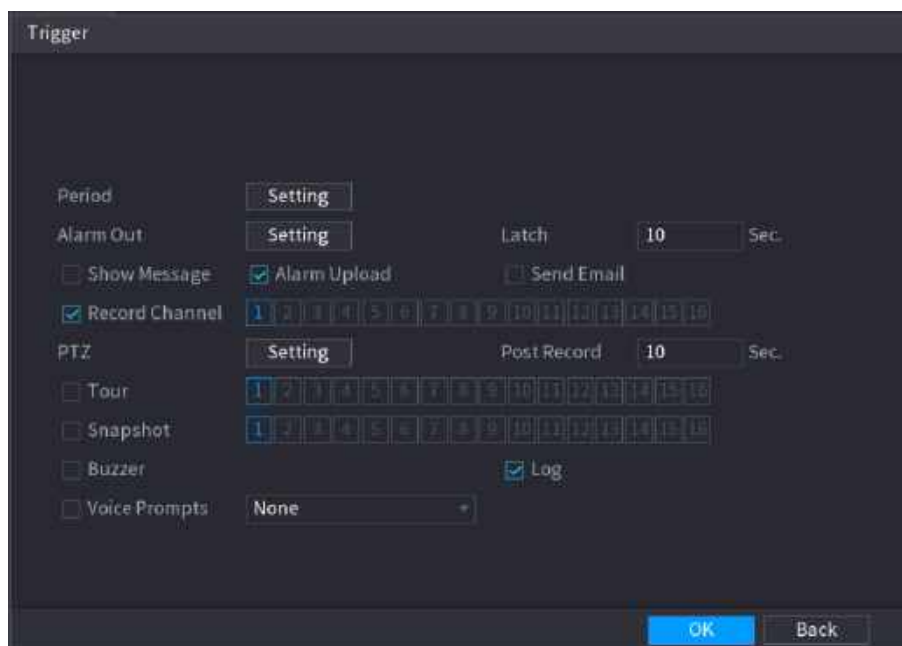 Trigger
Period Setting
Alarm Out Setting Latch 10 Sec.
Show Message Alarm Upload Send Email
Record Channel 1 2 3 4 5 6 7 8 9 10 11 12 13 14 15 16
PTZ Setting Post Record 10 Sec.
Tour 1 2 3 4 5 6 7 8 9 10 11 12 13 14 15 16
Snapshot 1 2 3 4 5 6 7 8 9 10 11 12 13 14 15 16
Buzzer Log
Voice Prompts None
OK Back